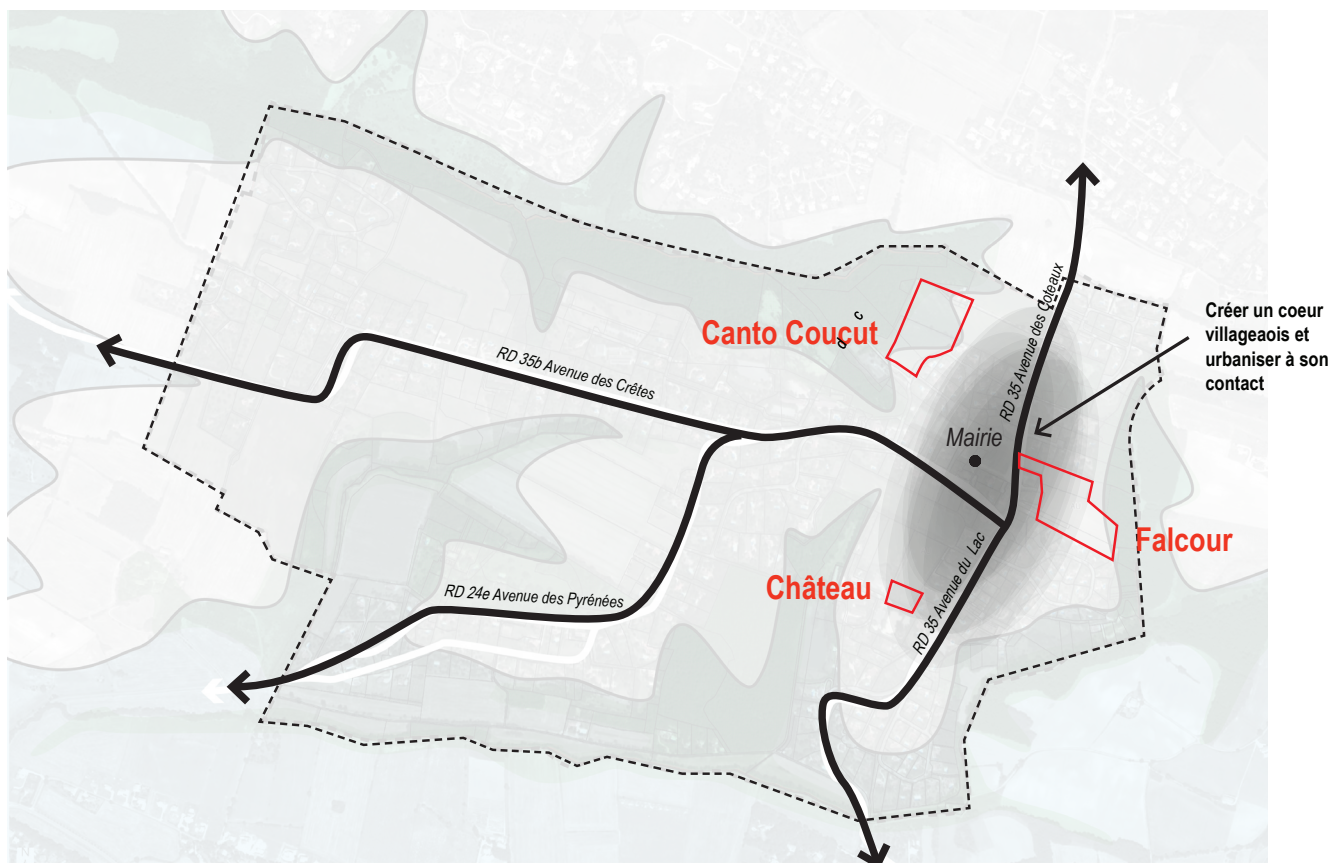 RD 35 Avenue des Coteaux
Créer un coeur
villageaois et
urbaniser à son
contact
c
d
Canto Coucut
RD 35b Avenue des Crêtes
Mairie
Falcour
Château
RD 35 Avenue du Lac
RD 24e Avenue des Pyrénées